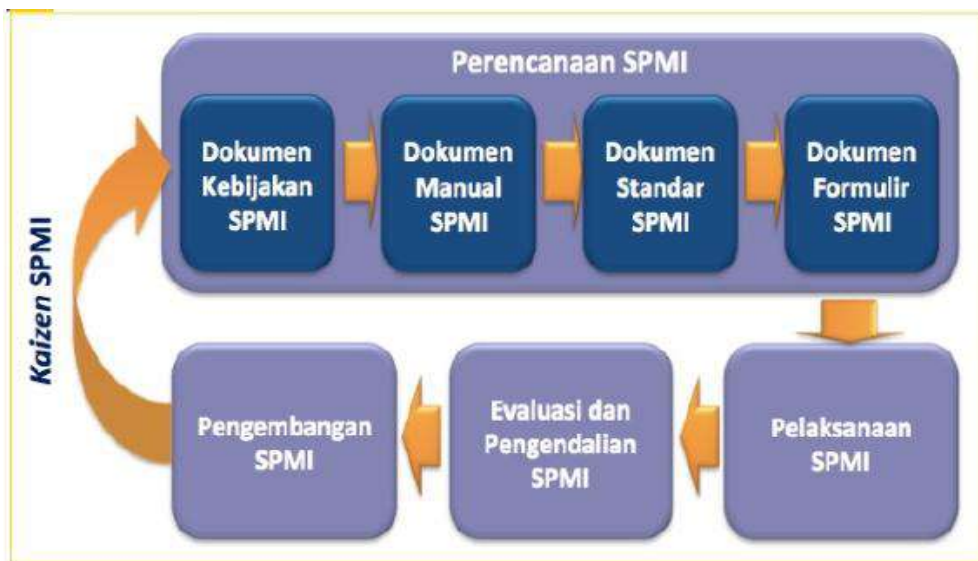 Perencanaan SPMI
Dokumen
Kebijakan
SPMI
Dokumen
Manual
SPMI
Dokumen
Standar
SPMI
Dokumen
Formulir
SPMI
Kaizen SPMI
Pengembangan
SPMI
Evaluasi dan
Pengendalian
SPMI
Pelaksanaan
SPMI